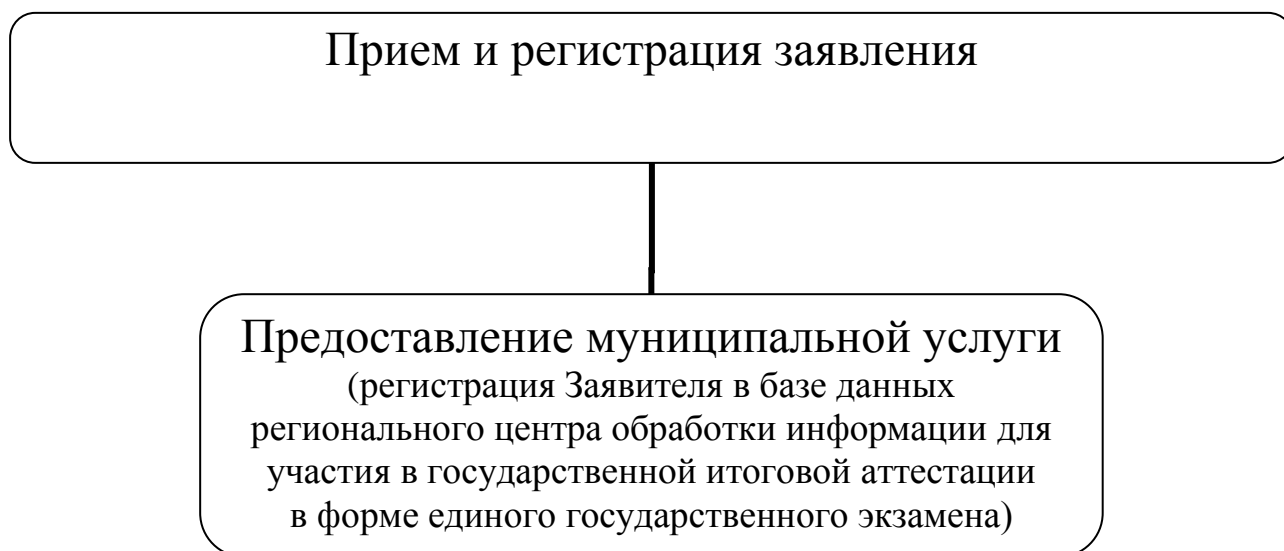 Прием и регистрация заявления
Предоставление муниципальной услуги
(регистрация Заявителя в базе данных
регионального центра обработки информации для
участия в государственной итоговой аттестации
в форме единого государственного экзамена)